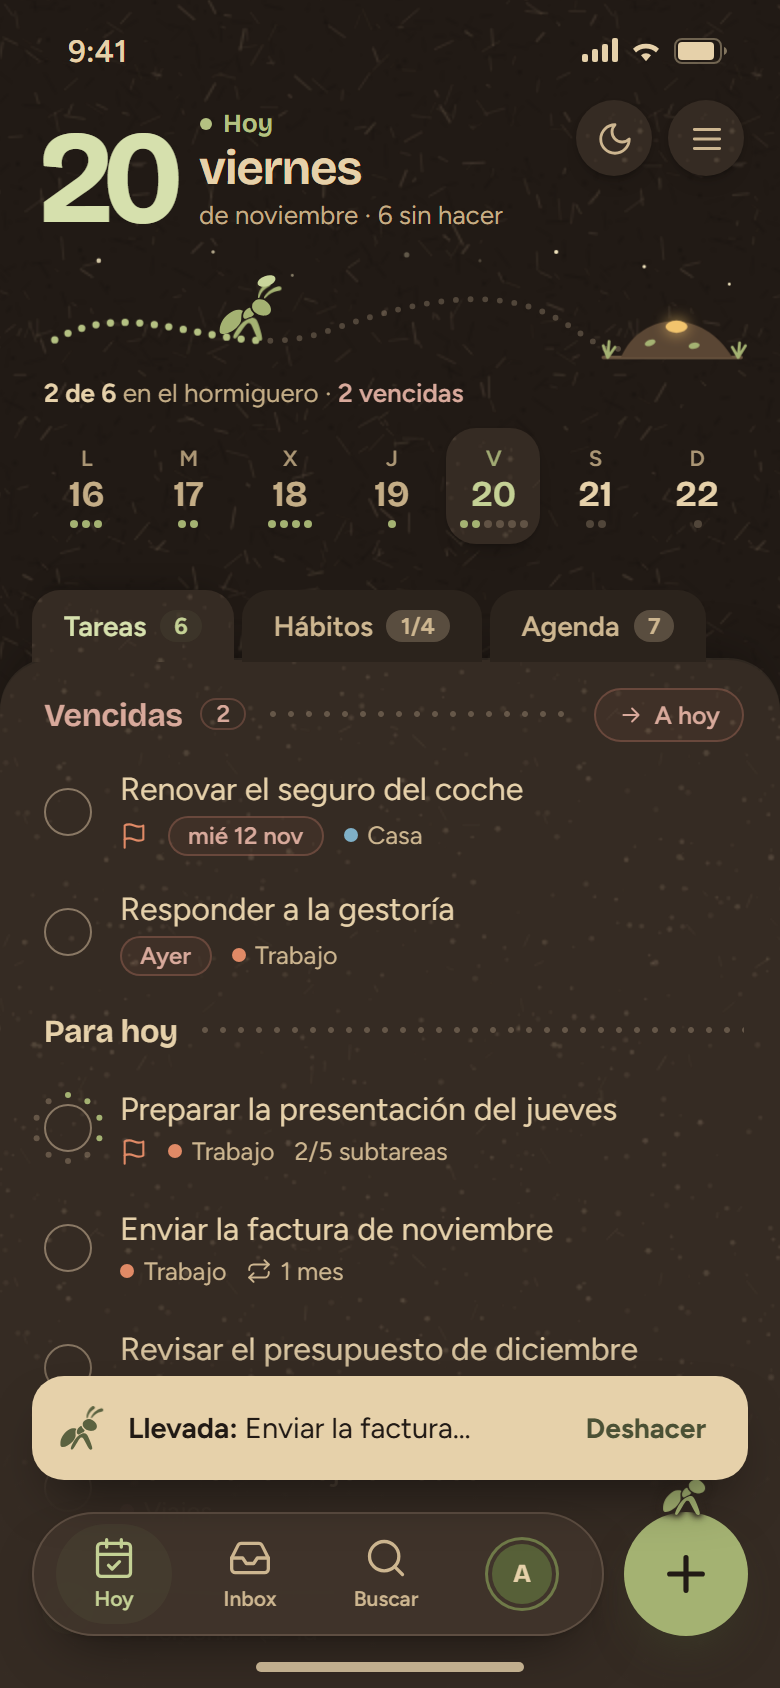 9:41
20
Hoy
viernes
de noviembre · 6 sin hacer
2 de 6 en el hormiguero · 2 vencidas
L M X J V S D
16 17 18 19 20 21 22
Tareas 6 Hábitos 1/4 Agenda 7
Vencidas 2 → A hoy
Renovar el seguro del coche
mié 12 nov Casa
Responder a la gestoría
Ayer Trabajo
Para hoy
Preparar la presentación del jueves
Trabajo 2/5 subtareas
Enviar la factura de noviembre
Trabajo 1 mes
Revisar el presupuesto de diciembre
Llevada: Enviar la factura... Deshacer
A
Hoy Inbox Buscar